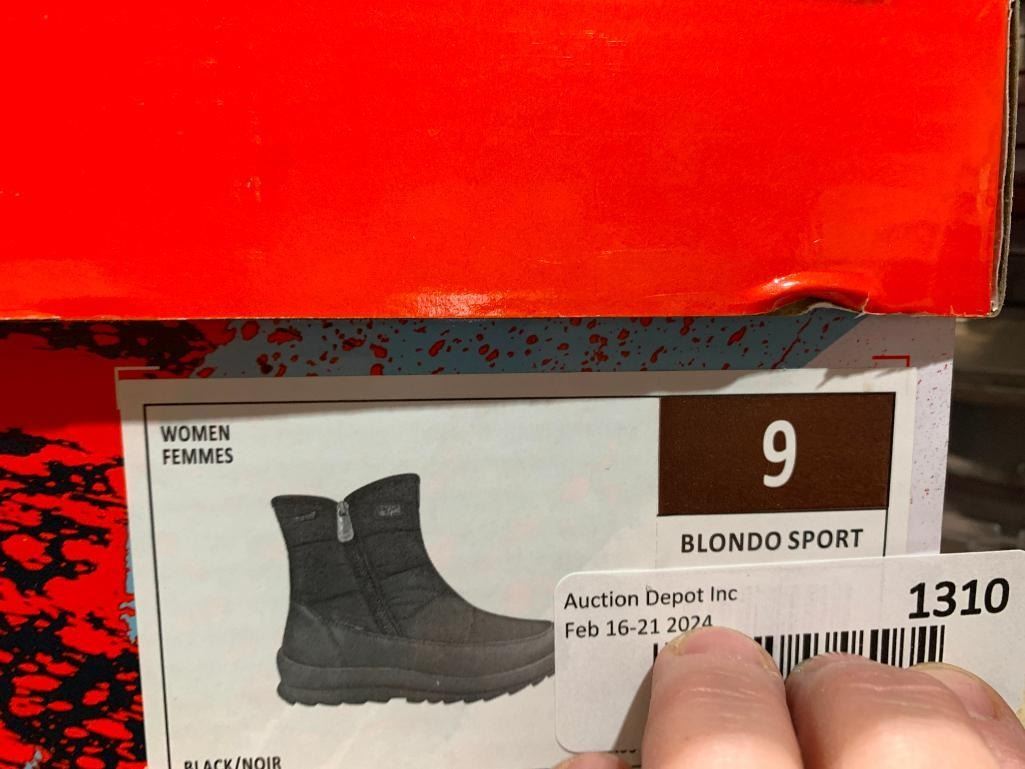 WOMEN
FEMMES
9
BLONDO SPORT
Auction Depot Inc
1310
Feb 16-21 2024
BLACK/NOIR